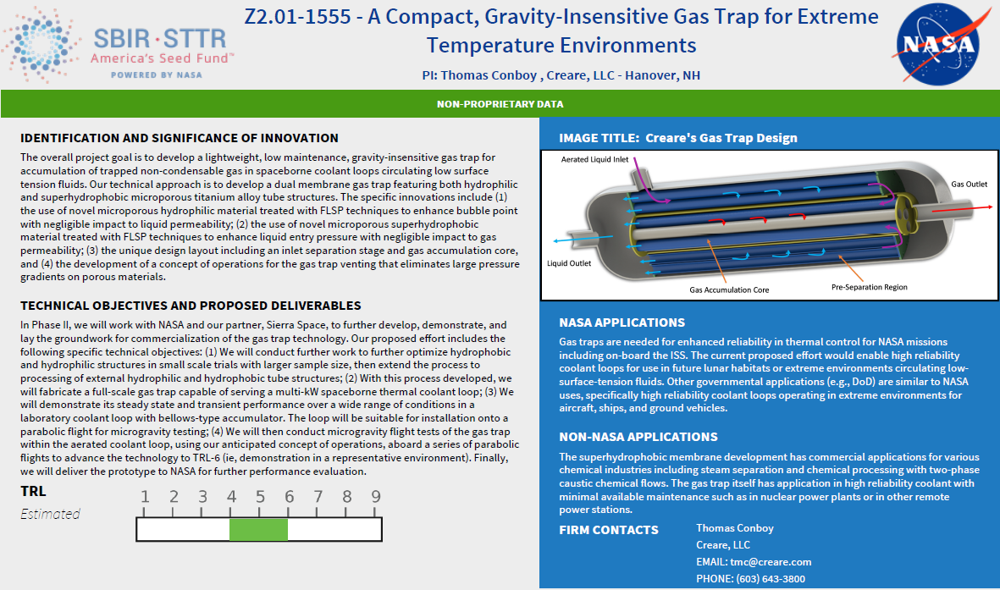 Z2.01-1555 - A Compact, Gravity-Insensitive Gas Trap for Extreme
Temperature Environments
PI: Thomas Conboy , Creare, LLC - Hanover, NH
SBIR·STTR
America's Seed Fund™
POWERED BY NASA
NASA
NON-PROPRIETARY DATA
IDENTIFICATION AND SIGNIFICANCE OF INNOVATION
The overall project goal is to develop a lightweight, low maintenance, gravity-insensitive gas trap for
accumulation of trapped non-condensable gas in spaceborne coolant loops circulating low surface
tension fluids. Our technical approach is to develop a dual membrane gas trap featuring both hydrophilic
and superhydrophobic microporous titanium alloy tube structures. The specific innovations include (1)
the use of novel microporous hydrophilic material treated with FLSP techniques to enhance bubble point
with negligible impact to liquid permeability; (2) the use of novel microporous superhydrophobic
material treated with FLSP techniques to enhance liquid entry pressure with negligible impact to gas
permeability; (3) the unique design layout including an inlet separation stage and gas accumulation core,
and (4) the development of a concept of operations for the gas trap venting that eliminates large pressure
gradients on porous materials.
TECHNICAL OBJECTIVES AND PROPOSED DELIVERABLES
In Phase II, we will work with NASA and our partner, Sierra Space, to further develop, demonstrate, and
lay the groundwork for commercialization of the gas trap technology. Our proposed effort includes the
following specific technical objectives: (1) We will conduct further work to further optimize hydrophobic
and hydrophilic structures in small scale trials with larger sample size, then extend the process to
processing of external hydrophilic and hydrophobic tube structures; (2) With this process developed, we
will fabricate a full-scale gas trap capable of serving a multi-kW spaceborne thermal coolant loop; (3) We
will demonstrate its steady state and transient performance over a wide range of conditions in a
laboratory coolant loop with bellows-type accumulator. The loop will be suitable for installation onto a
parabolic flight for microgravity testing; (4) We will then conduct microgravity flight tests of the gas trap
within the aerated coolant loop, using our anticipated concept of operations, aboard a series of parabolic
flights to advance the technology to TRL-6 (ie, demonstration in a representative environment). Finally,
we will deliver the prototype to NASA for further performance evaluation.
TRL
Estimated
1 2 3 4 5 6 7 8 9
IMAGE TITLE: Creare's Gas Trap Design
Aerated Liquid Inlet
Gas Outlet
Liquid Outlet
Gas Accumulation Core
Pre-Separation Region
NASA APPLICATIONS
Gas traps are needed for enhanced reliability in thermal control for NASA missions
including on-board the ISS. The current proposed effort would enable high reliability
coolant loops for use in future lunar habitats or extreme environments circulating low-
surface-tension fluids. Other governmental applications (e.g., DoD) are similar to NASA
uses, specifically high reliability coolant loops operating in extreme environments for
aircraft, ships, and ground vehicles.
NON-NASA APPLICATIONS
The superhydrophobic membrane development has commercial applications for various
chemical industries including steam separation and chemical processing with two-phase
caustic chemical flows. The gas trap itself has application in high reliability coolant with
minimal available maintenance such as in nuclear power plants or in other remote
power stations.
FIRM CONTACTS
Thomas Conboy
Creare, LLC
EMAIL: tmc@creare.com
PHONE: (603) 643-3800